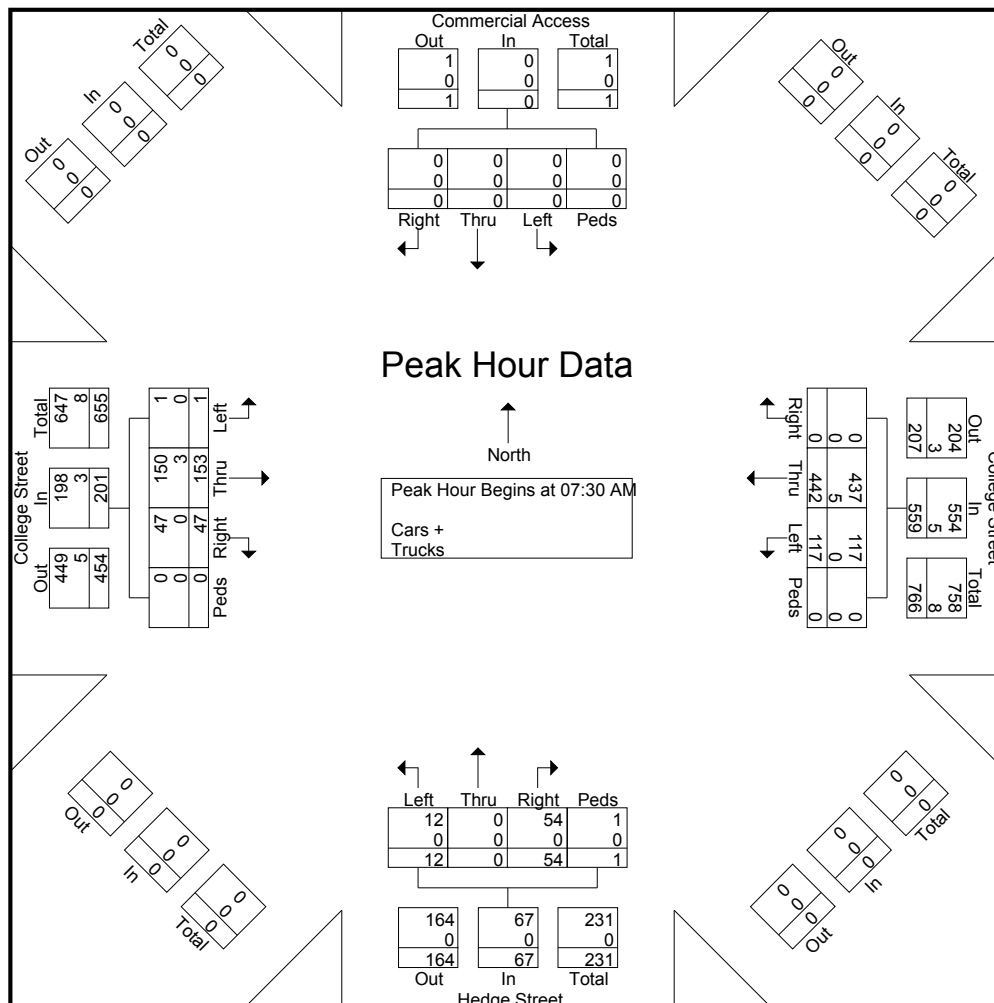 Commercial Access
Out In Total
1 0 1
0 0 0
1 0 1
0 0 0 0
0 0 0 0
0 0 0 0
Right Thru Left Peds
Total
0
0
0
In
0
0
0
Out
0
0
0
Out
0
0
0
In
0
0
0
Total
0
0
0
Peak Hour Data
North
Peak Hour Begins at 07:30 AM
Cars +
Trucks
College Street
Out In Total
449 198 647
5 3 8
454 201 655
Peds Right Thru Left
0 47 150 1
0 0 3 0
0 47 153 1
College Street
Out In Total
204 554 758
3 5 8
207 559 766
0 437 117 0
0 5 0 0
0 442 117 0
Right Thru Left Peds
Left Thru Right Peds
12 0 54 1
0 0 0 0
12 0 54 1
164 67 231
0 0 0
164 67 231
Out In Total
Hedge Street
0
0
0
Out
0
0
0
In
0
0
0
Total
0
0
0
Total
0
0
0
In
0
0
0
Out